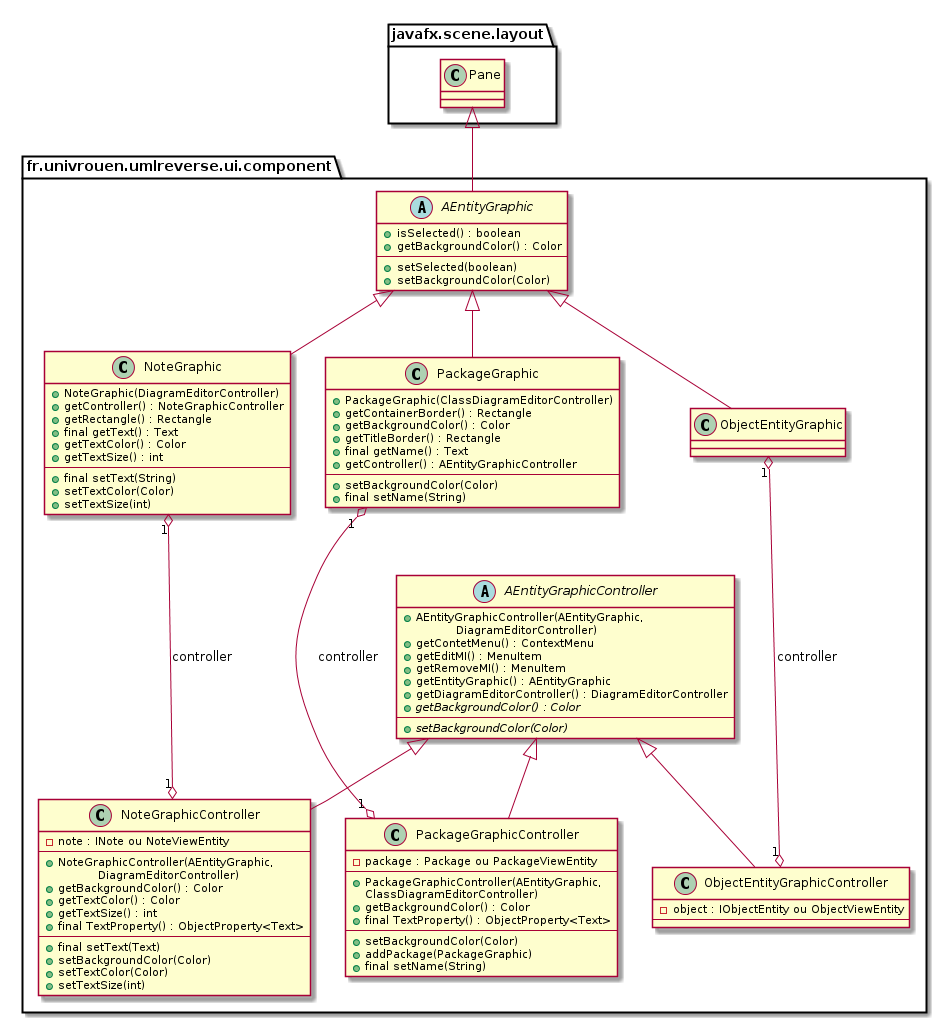 javafx.scene.layout
C Pane
fr.univrouen.umlreverse.ui.component
A AEntityGraphic
isSelected() : boolean
getBackgroundColor() : Color
setSelected(boolean)
setBackgroundColor(Color)
C NoteGraphic
NoteGraphic(DiagramEditorController)
getController() : NoteGraphicController
getRectangle() : Rectangle
final getText() : Text
getTextColor() : Color
getTextSize() : int
final setText(String)
setTextColor(Color)
setTextSize(int)
C PackageGraphic
PackageGraphic(ClassDiagramEditorController)
getContainerBorder() : Rectangle
getBackgroundColor() : Color
getTitleBorder() : Rectangle
final getName() : Text
getController() : AEntityGraphicController
setBackgroundColor(Color)
final setName(String)
C ObjectEntityGraphic
1
1
1
A AEntityGraphicController
AEntityGraphicController(AEntityGraphic,
DiagramEditorController)
getContetMenu() : ContextMenu
getEditMI() : MenuItem
getRemoveMI() : MenuItem
getEntityGraphic() : AEntityGraphic
getDiagramEditorController() : DiagramEditorController
getBackgroundColor() : Color
setBackgroundColor(Color)
controller
controller
controller
1
1
1
C NoteGraphicController
note : INote ou NoteViewEntity
NoteGraphicController(AEntityGraphic,
DiagramEditorController)
getBackgroundColor() : Color
getTextColor() : Color
getTextSize() : int
final TextProperty() : ObjectProperty<Text>
final setText(Text)
setBackgroundColor(Color)
setTextColor(Color)
setTextSize(int)
C PackageGraphicController
package : Package ou PackageViewEntity
PackageGraphicController(AEntityGraphic,
ClassDiagramEditorController)
getBackgroundColor() : Color
final TextProperty() : ObjectProperty<Text>
setBackgroundColor(Color)
addPackage(PackageGraphic)
final setName(String)
C ObjectEntityGraphicController
object : IObjectEntity ou ObjectViewEntity